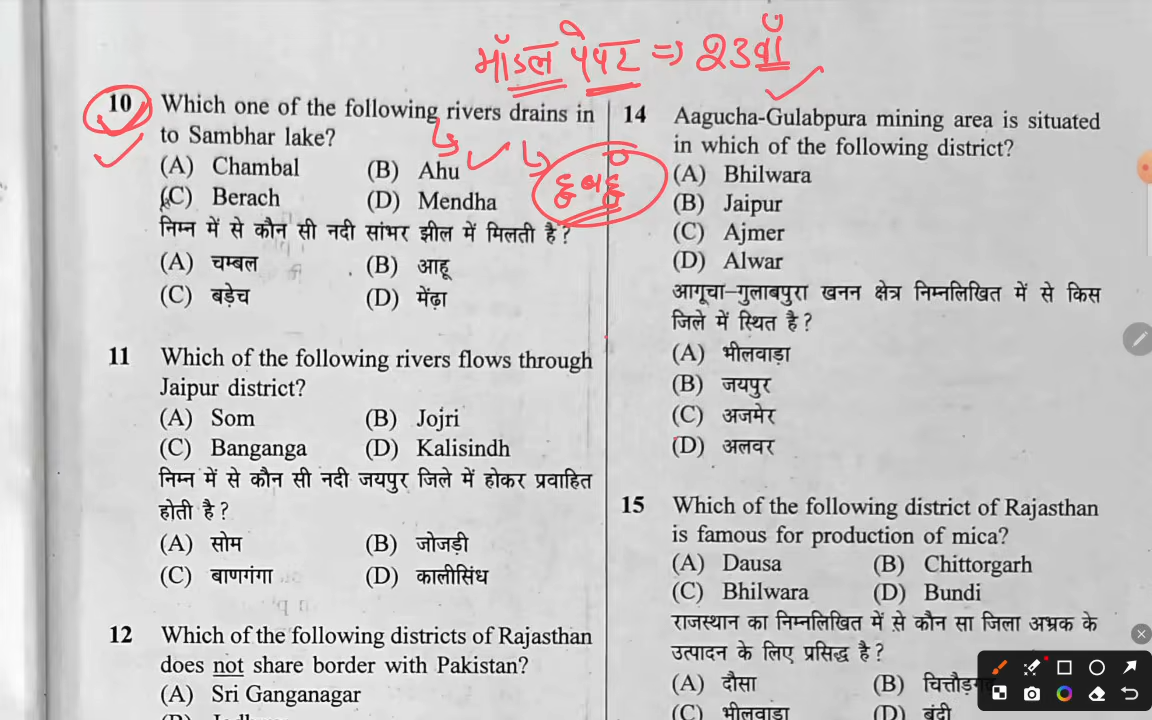 मॉडल पेपर => 23वाँ
हुबहुँ
10 Which one of the following rivers drains in
to Sambhar lake?
(A) Chambal (B) Ahu
(C) Berach (D) Mendha
निम्न में से कौन सी नदी सांभर झील में मिलती है?
(A) चम्बल (B) आहू
(C) बड़ेच (D) मेंढ़ा
11 Which of the following rivers flows through
Jaipur district?
(A) Som (B) Jojri
(C) Banganga (D) Kalisindh
निम्न में से कौन सी नदी जयपुर जिले में होकर प्रवाहित
होती है?
(A) सोम (B) जोजड़ी
(C) बाणगंगा (D) कालीसिंध
12 Which of the following districts of Rajasthan
does not share border with Pakistan?
(A) Sri Ganganagar
14 Aagucha-Gulabpura mining area is situated
in which of the following district?
(A) Bhilwara
(B) Jaipur
(C) Ajmer
(D) Alwar
आगूचा-गुलाबपुरा खनन क्षेत्र निम्नलिखित में से किस
जिले में स्थित है?
(A) भीलवाड़ा
(B) जयपुर
(C) अजमेर
(D) अलवर
15 Which of the following district of Rajasthan
is famous for production of mica?
(A) Dausa (B) Chittorgarh
(C) Bhilwara (D) Bundi
राजस्थान का निम्नलिखित में से कौन सा जिला अभ्रक के
उत्पादन के लिए प्रसिद्ध है?
(A) दौसा (B)
(C) भीलवाडा (D) बूंदी